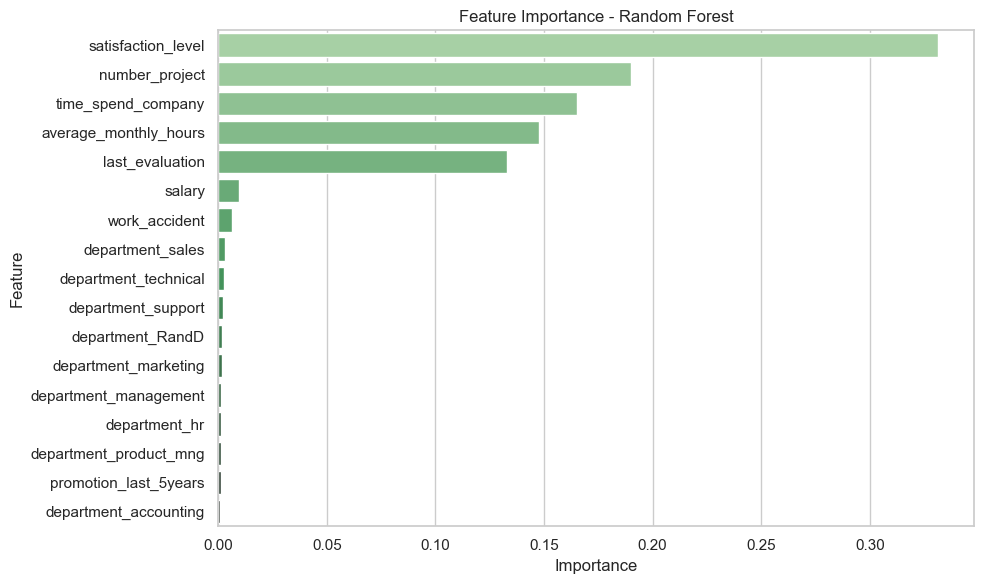 Feature Importance - Random Forest
satisfaction_level
number_project
time_spend_company
average_monthly_hours
last_evaluation
salary
work_accident
department_sales
department_technical
department_support
department_RandD
department_marketing
department_management
department_hr
department_product_mng
promotion_last_5years
department_accounting
Feature
0.00 0.05 0.10 0.15 0.20 0.25 0.30
Importance